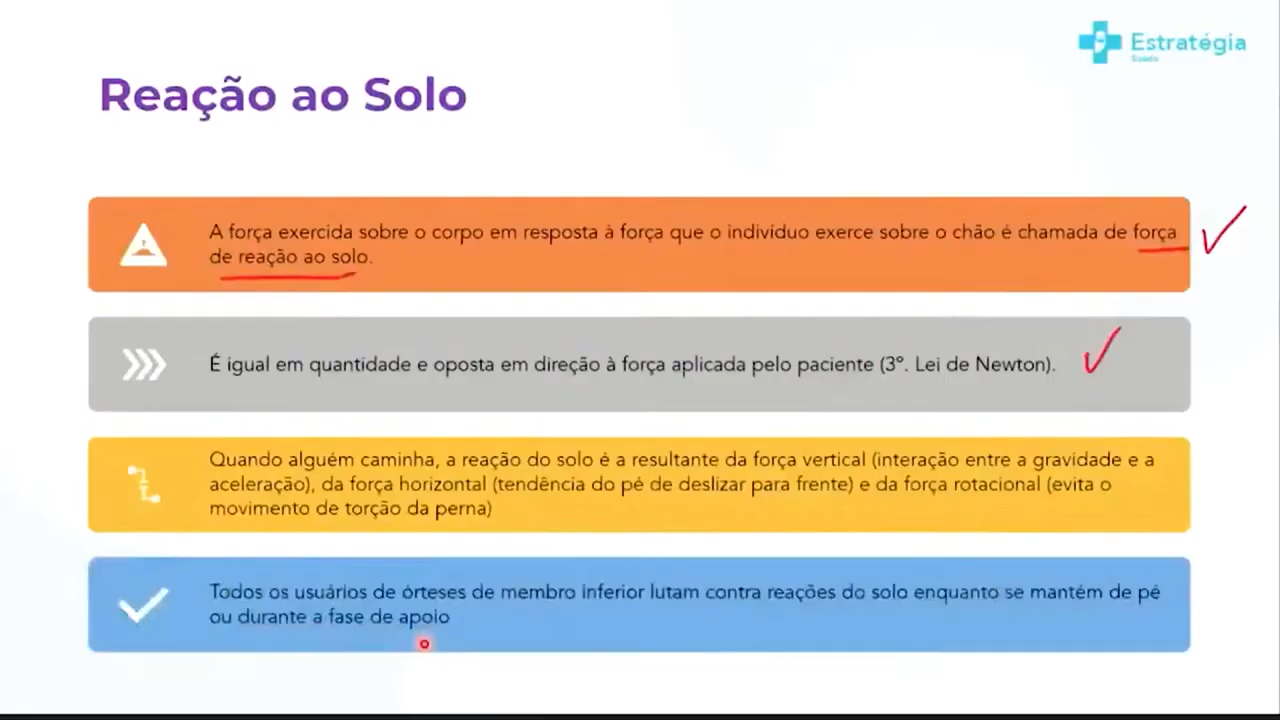 Estratégia
Saúde
Reação ao Solo
A força exercida sobre o corpo em resposta à força que o indivíduo exerce sobre o chão é chamada de força
de reação ao solo.
É igual em quantidade e oposta em direção à força aplicada pelo paciente (3º. Lei de Newton).
Quando alguém caminha, a reação do solo é a resultante da força vertical (interação entre a gravidade e a
aceleração), da força horizontal (tendência do pé de deslizar para frente) e da força rotacional (evita o
movimento de torção da perna)
Todos os usuários de órteses de membro inferior lutam contra reações do solo enquanto se mantém de pé
ou durante a fase de apoio